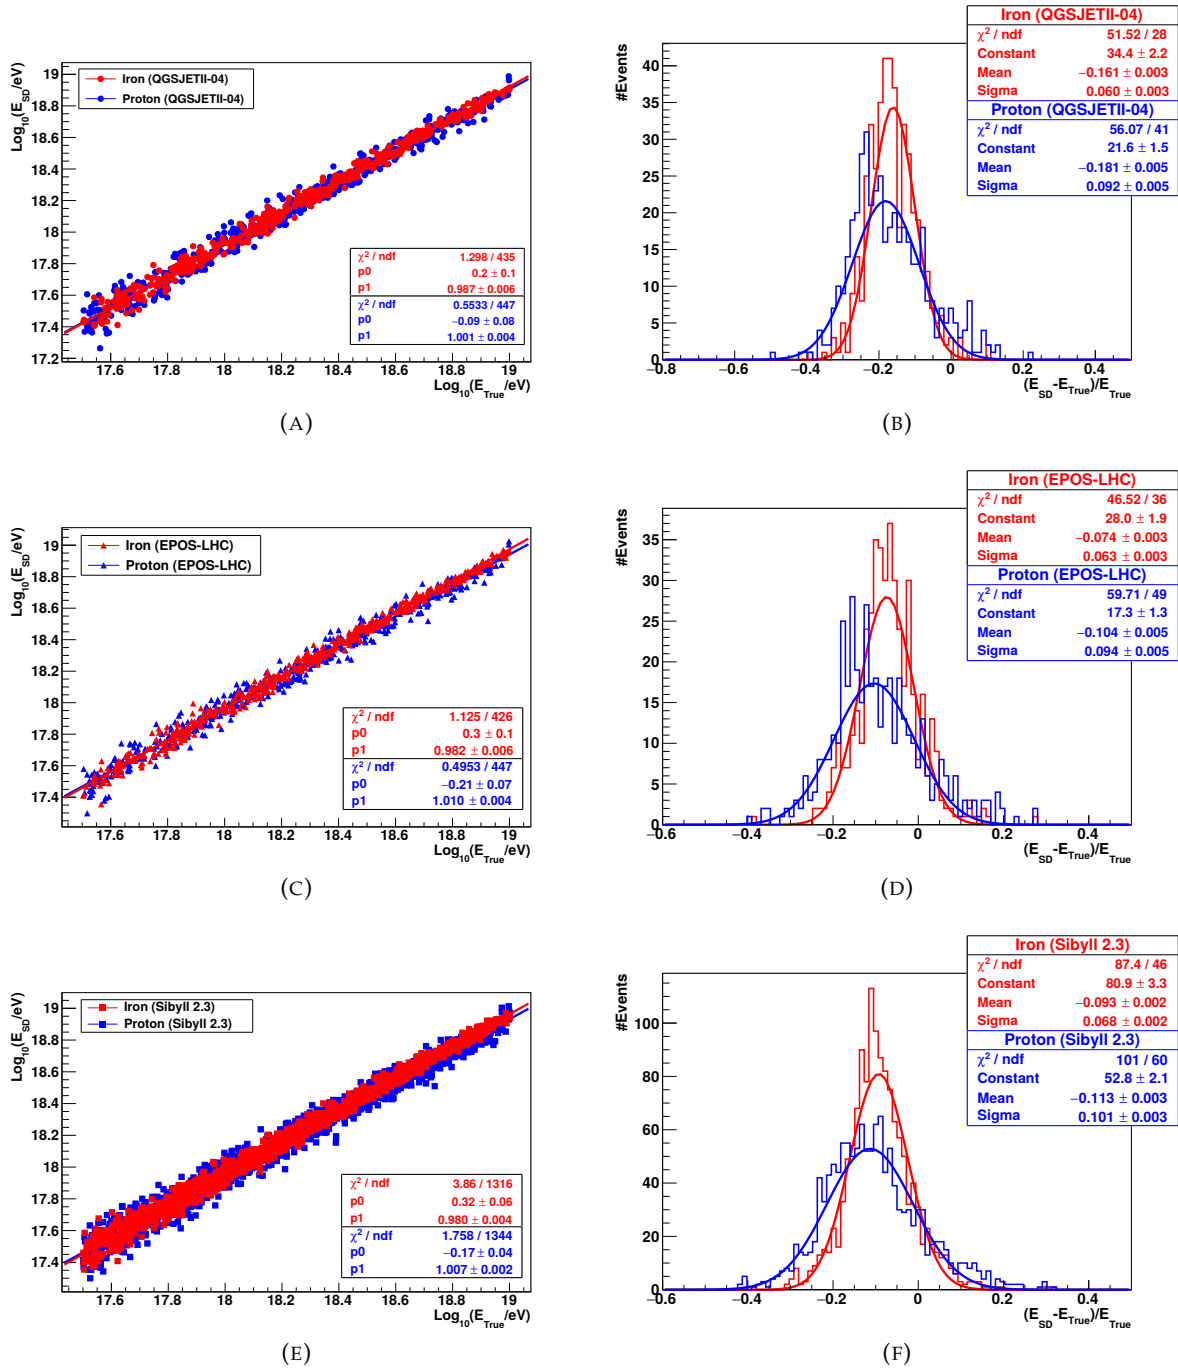 Iron (QGSJETII-04)
Proton (QGSJETII-04)
Log10(ESD/eV)
19
18.8
18.6
18.4
18.2
18
17.8
17.6
17.4
17.2
χ² / ndf 1.298 / 435
p0 0.2 ± 0.1
p1 0.987 ± 0.006
χ² / ndf 0.5533 / 447
p0 −0.09 ± 0.08
p1 1.001 ± 0.004
17.6 17.8 18 18.2 18.4 18.6 18.8 19
Log10(ETrue/eV)
(A)
Iron (QGSJETII-04)
χ² / ndf 51.52 / 28
Constant 34.4 ± 2.2
Mean −0.161 ± 0.003
Sigma 0.060 ± 0.003
Proton (QGSJETII-04)
χ² / ndf 56.07 / 41
Constant 21.6 ± 1.5
Mean −0.181 ± 0.005
Sigma 0.092 ± 0.005
#Events
40
35
30
25
20
15
10
5
0
−0.8 −0.6 −0.4 −0.2 0 0.2 0.4
(ESD-ETrue)/ETrue
(B)
Iron (EPOS-LHC)
Proton (EPOS-LHC)
Log10(ESD/eV)
19
18.8
18.6
18.4
18.2
18
17.8
17.6
17.4
χ² / ndf 1.125 / 426
p0 0.3 ± 0.1
p1 0.982 ± 0.006
χ² / ndf 0.4953 / 447
p0 −0.21 ± 0.07
p1 1.010 ± 0.004
17.6 17.8 18 18.2 18.4 18.6 18.8 19
Log10(ETrue/eV)
(C)
Iron (EPOS-LHC)
χ² / ndf 46.52 / 36
Constant 28.0 ± 1.9
Mean −0.074 ± 0.003
Sigma 0.063 ± 0.003
Proton (EPOS-LHC)
χ² / ndf 59.71 / 49
Constant 17.3 ± 1.3
Mean −0.104 ± 0.005
Sigma 0.094 ± 0.005
#Events
35
30
25
20
15
10
5
0
−0.6 −0.4 −0.2 0 0.2 0.4
(ESD-ETrue)/ETrue
(D)
Iron (Sibyll 2.3)
Proton (Sibyll 2.3)
Log10(ESD/eV)
19
18.8
18.6
18.4
18.2
18
17.8
17.6
17.4
χ² / ndf 3.86 / 1316
p0 0.32 ± 0.06
p1 0.980 ± 0.004
χ² / ndf 1.758 / 1344
p0 −0.17 ± 0.04
p1 1.007 ± 0.002
17.6 17.8 18 18.2 18.4 18.6 18.8 19
Log10(ETrue/eV)
(E)
Iron (Sibyll 2.3)
χ² / ndf 87.4 / 46
Constant 80.9 ± 3.3
Mean −0.093 ± 0.002
Sigma 0.068 ± 0.002
Proton (Sibyll 2.3)
χ² / ndf 101 / 60
Constant 52.8 ± 2.1
Mean −0.113 ± 0.003
Sigma 0.101 ± 0.003
#Events
100
80
60
40
20
0
−0.6 −0.4 −0.2 0 0.2 0.4
(ESD-ETrue)/ETrue
(F)